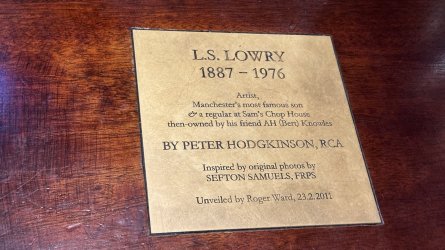 L.S. LOWRY
1887 – 1976
Artist,
Manchester's most famous son
& a regular at Sam's Chop House
then-owned by his friend AH (Bert) Knowles
BY PETER HODGKINSON, RCA
Inspired by original photos by
SEFTON SAMUELS, FRPS
Unveiled by Roger Ward, 23.2.2011